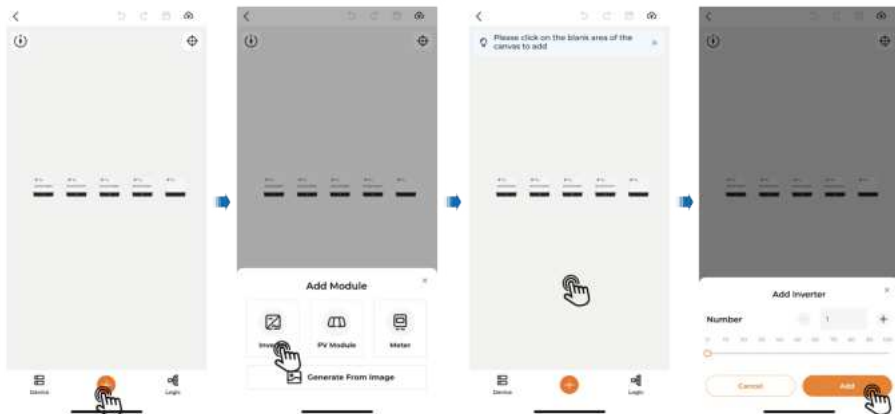 Device
Login
Add Module
PV Module
Meter
Generate From Image
Please click on the blank area of the
canvas to add
Device
Login
Add Inverter
Number
1
Cancel
Add